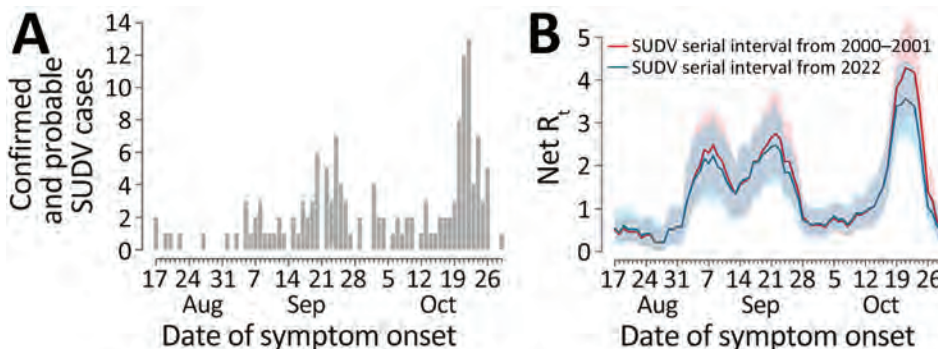 A
Confirmed
and probable
SUDV cases
14
12
10
8
6
4
2
0
17 24 31 7 14 21 28 5 12 19 26
Aug Sep Oct
Date of symptom onset
B
SUDV serial interval from 2000–2001
SUDV serial interval from 2022
Net Rt
5
4
3
2
1
0
17 24 31 7 14 21 28 5 12 19 26
Aug Sep Oct
Date of symptom onset